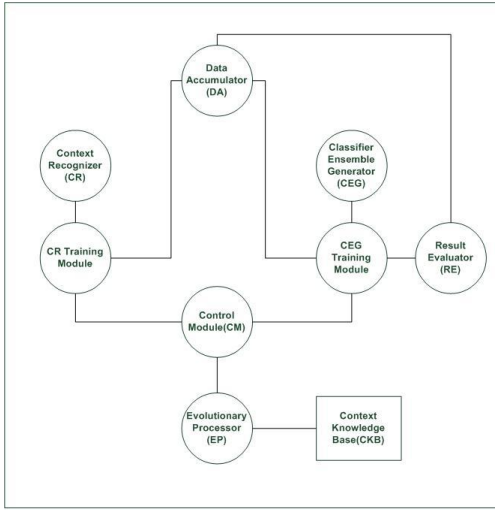 Data
Accumulator
(DA)
Context
Recognizer
(CR)
Classifier
Ensemble
Generator
(CEG)
CR Training
Module
CEG
Training
Module
Result
Evaluator
(RE)
Control
Module(CM)
Evolutionary
Processor
(EP)
Context
Knowledge
Base(CKB)